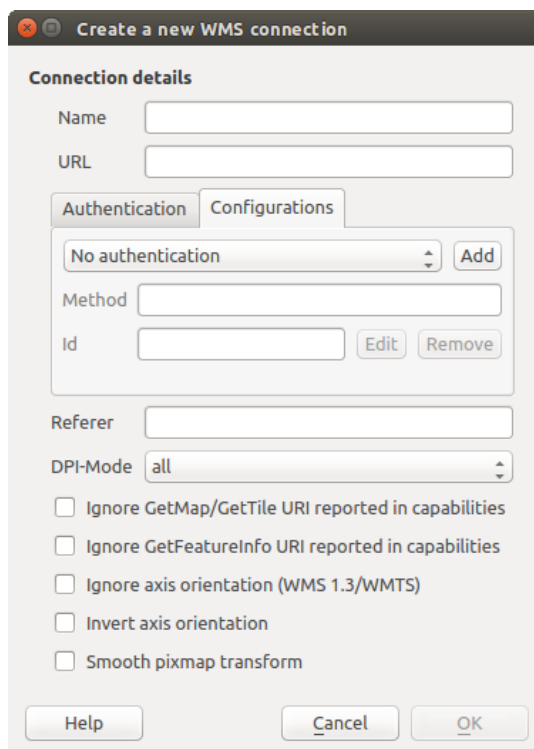 Create a new WMS connection
Connection details
Name
URL
Authentication Configurations
No authentication Add
Method
Id Edit Remove
Referer
DPI-Mode all
Ignore GetMap/GetTile URI reported in capabilities
Ignore GetFeatureInfo URI reported in capabilities
Ignore axis orientation (WMS 1.3/WMTS)
Invert axis orientation
Smooth pixmap transform
Help Cancel OK